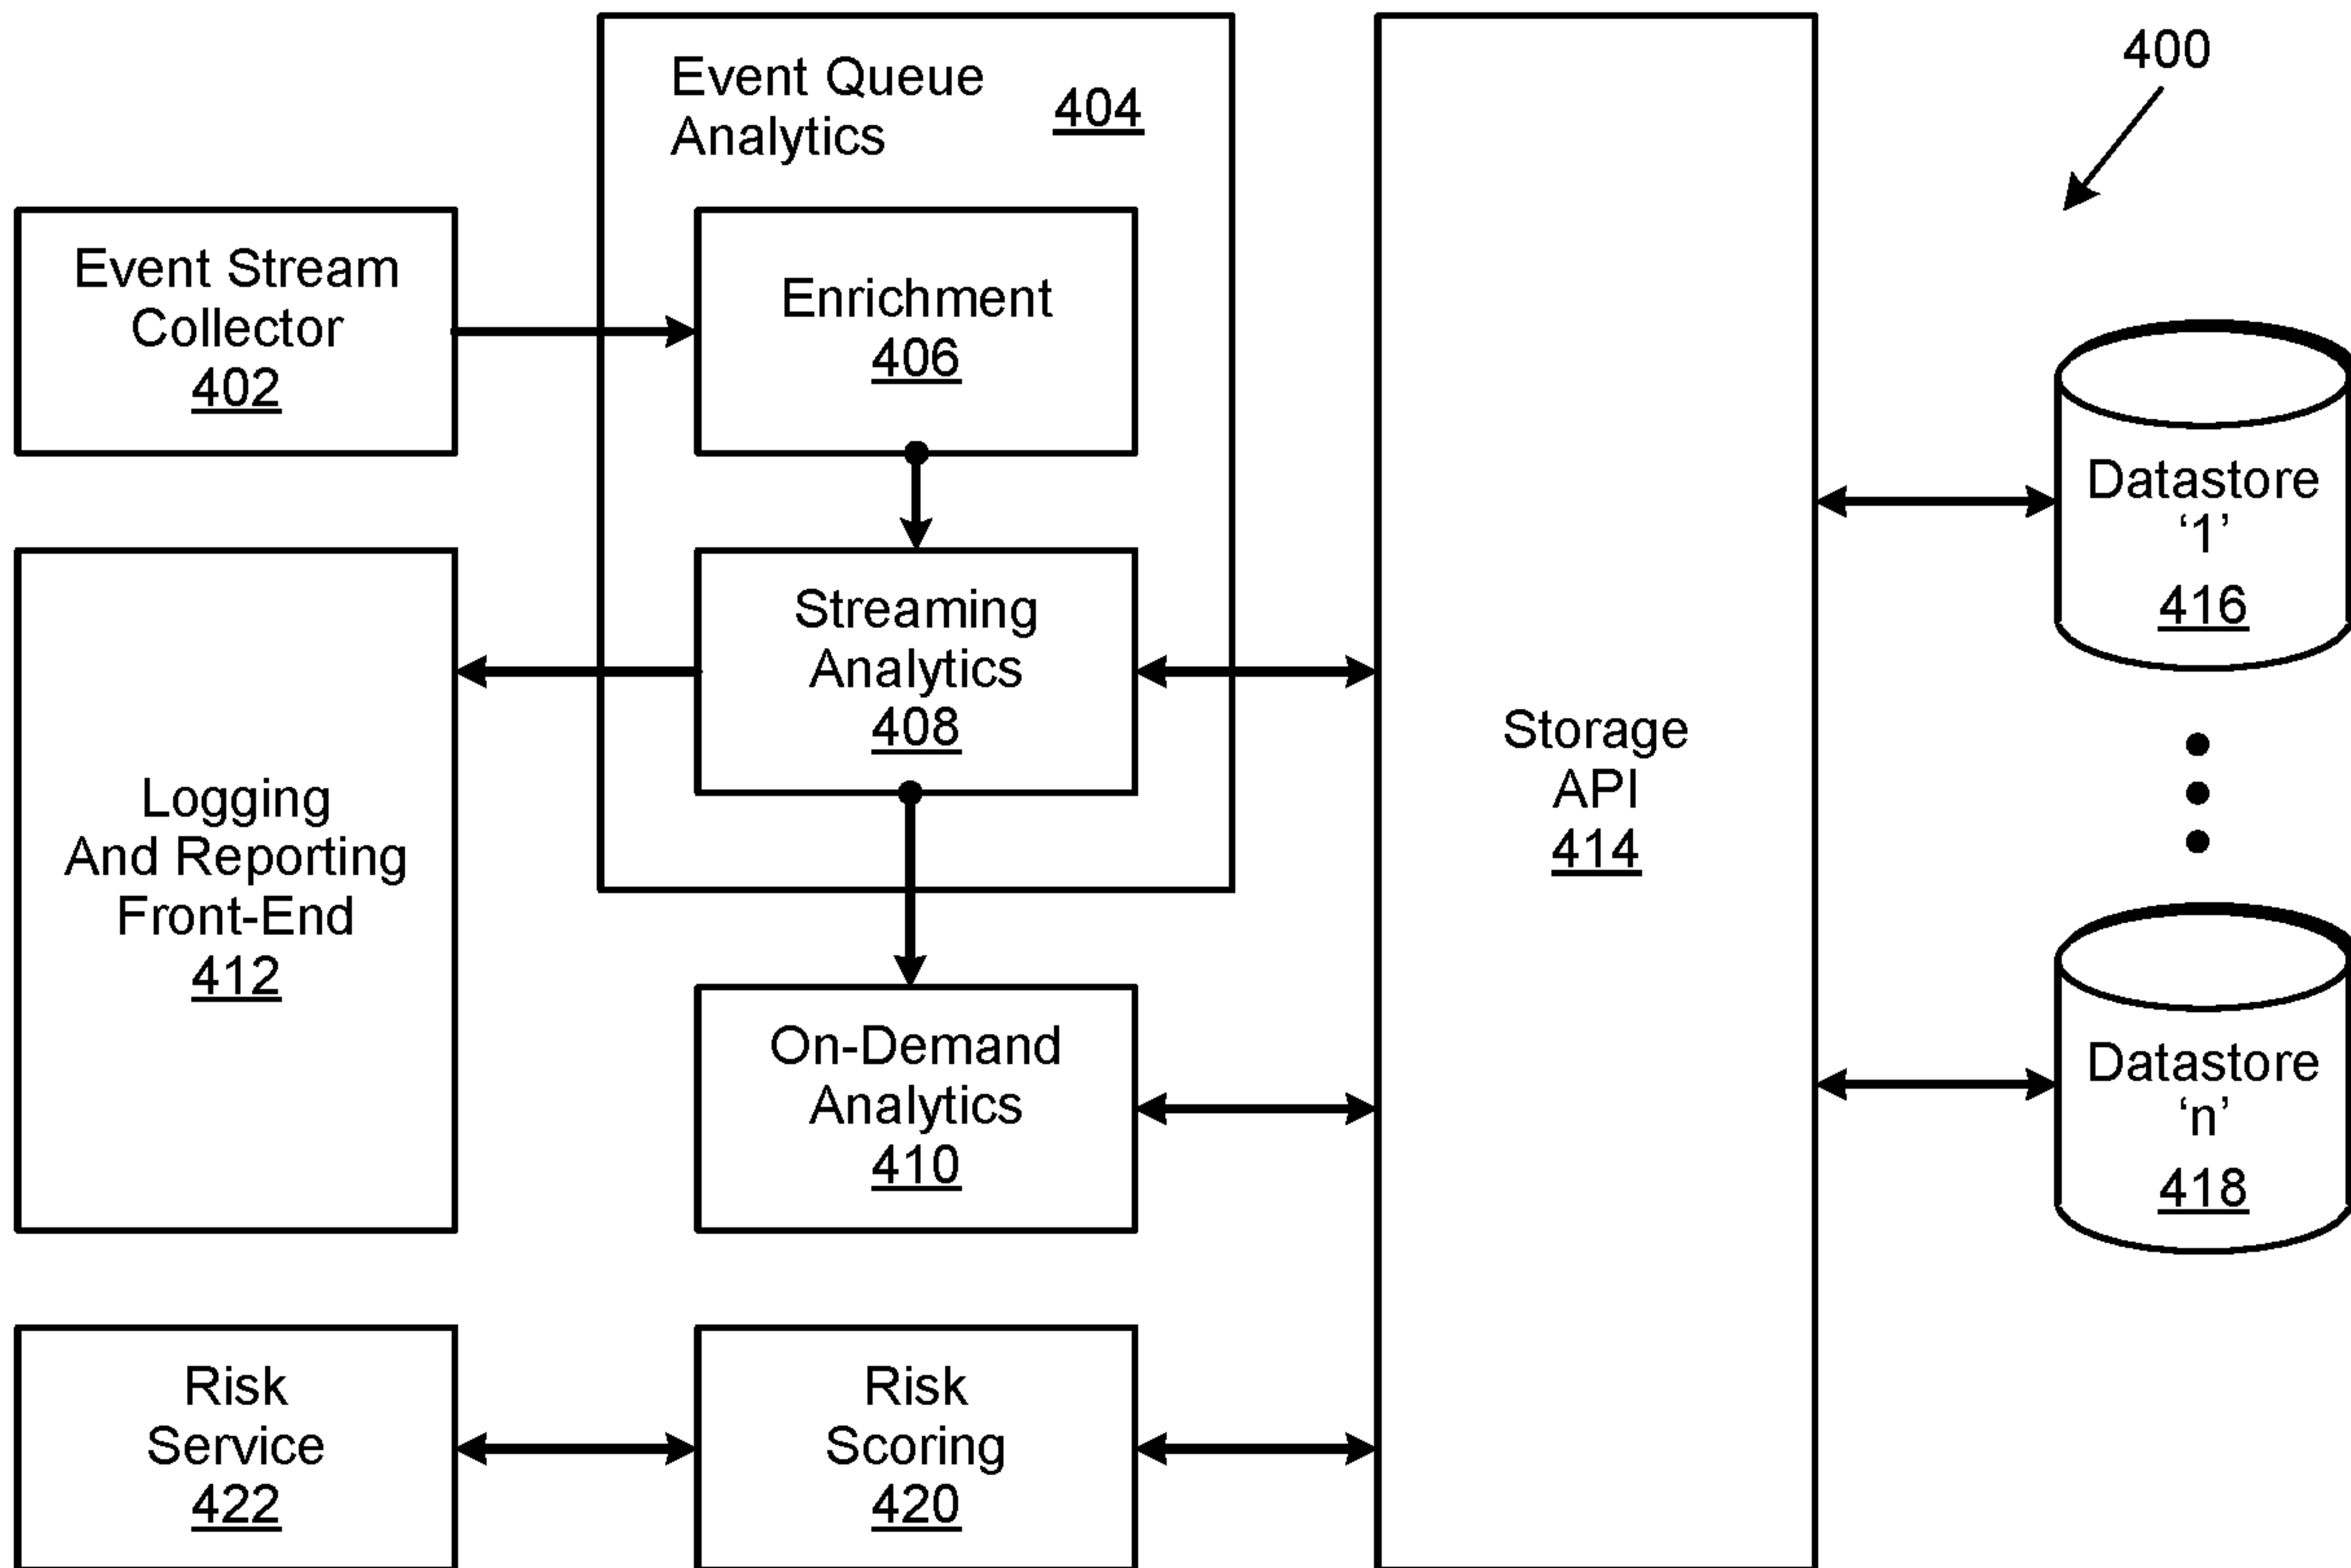 Event Queue
Analytics
404
400
Event Stream
Collector
402
Enrichment
406
Streaming
Analytics
408
Logging
And Reporting
Front-End
412
On-Demand
Analytics
410
Storage
API
414
Datastore
‘1’
416
Datastore
‘n’
418
Risk
Service
422
Risk
Scoring
420